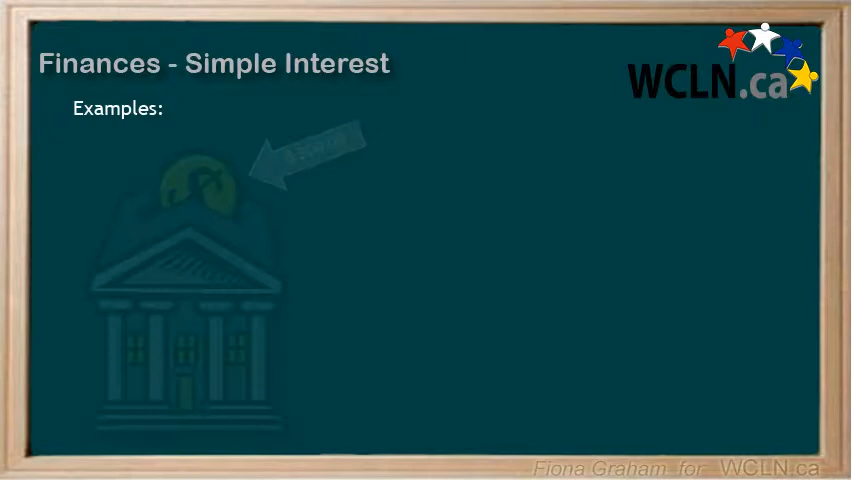 Finances - Simple Interest
WCLN.ca
Examples:
Fiona Graham for WCLN.ca